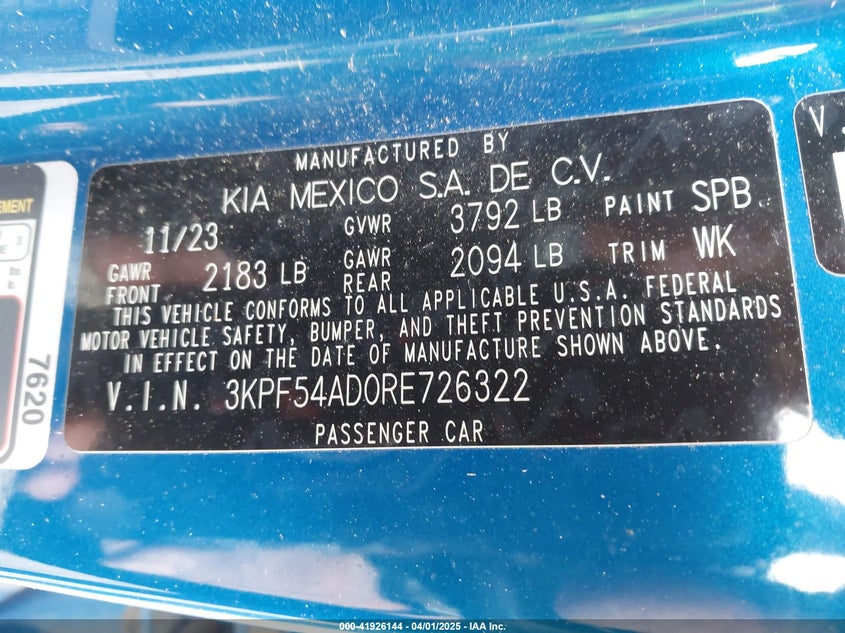 MANUFACTURED BY
KIA MEXICO S.A. DE C.V.
11/23 GVWR 3792 LB PAINT SPB
GAWR FRONT 2183 LB GAWR REAR 2094 LB TRIM WK
THIS VEHICLE CONFORMS TO ALL APPLICABLE U.S.A. FEDERAL
MOTOR VEHICLE SAFETY, BUMPER, AND THEFT PREVENTION STANDARDS
IN EFFECT ON THE DATE OF MANUFACTURE SHOWN ABOVE.
V.I.N. 3KPF54AD0RE726322
PASSENGER CAR
7620
3
lbs.
V.
000-41926144 - 04/01/2025 - IAA Inc.